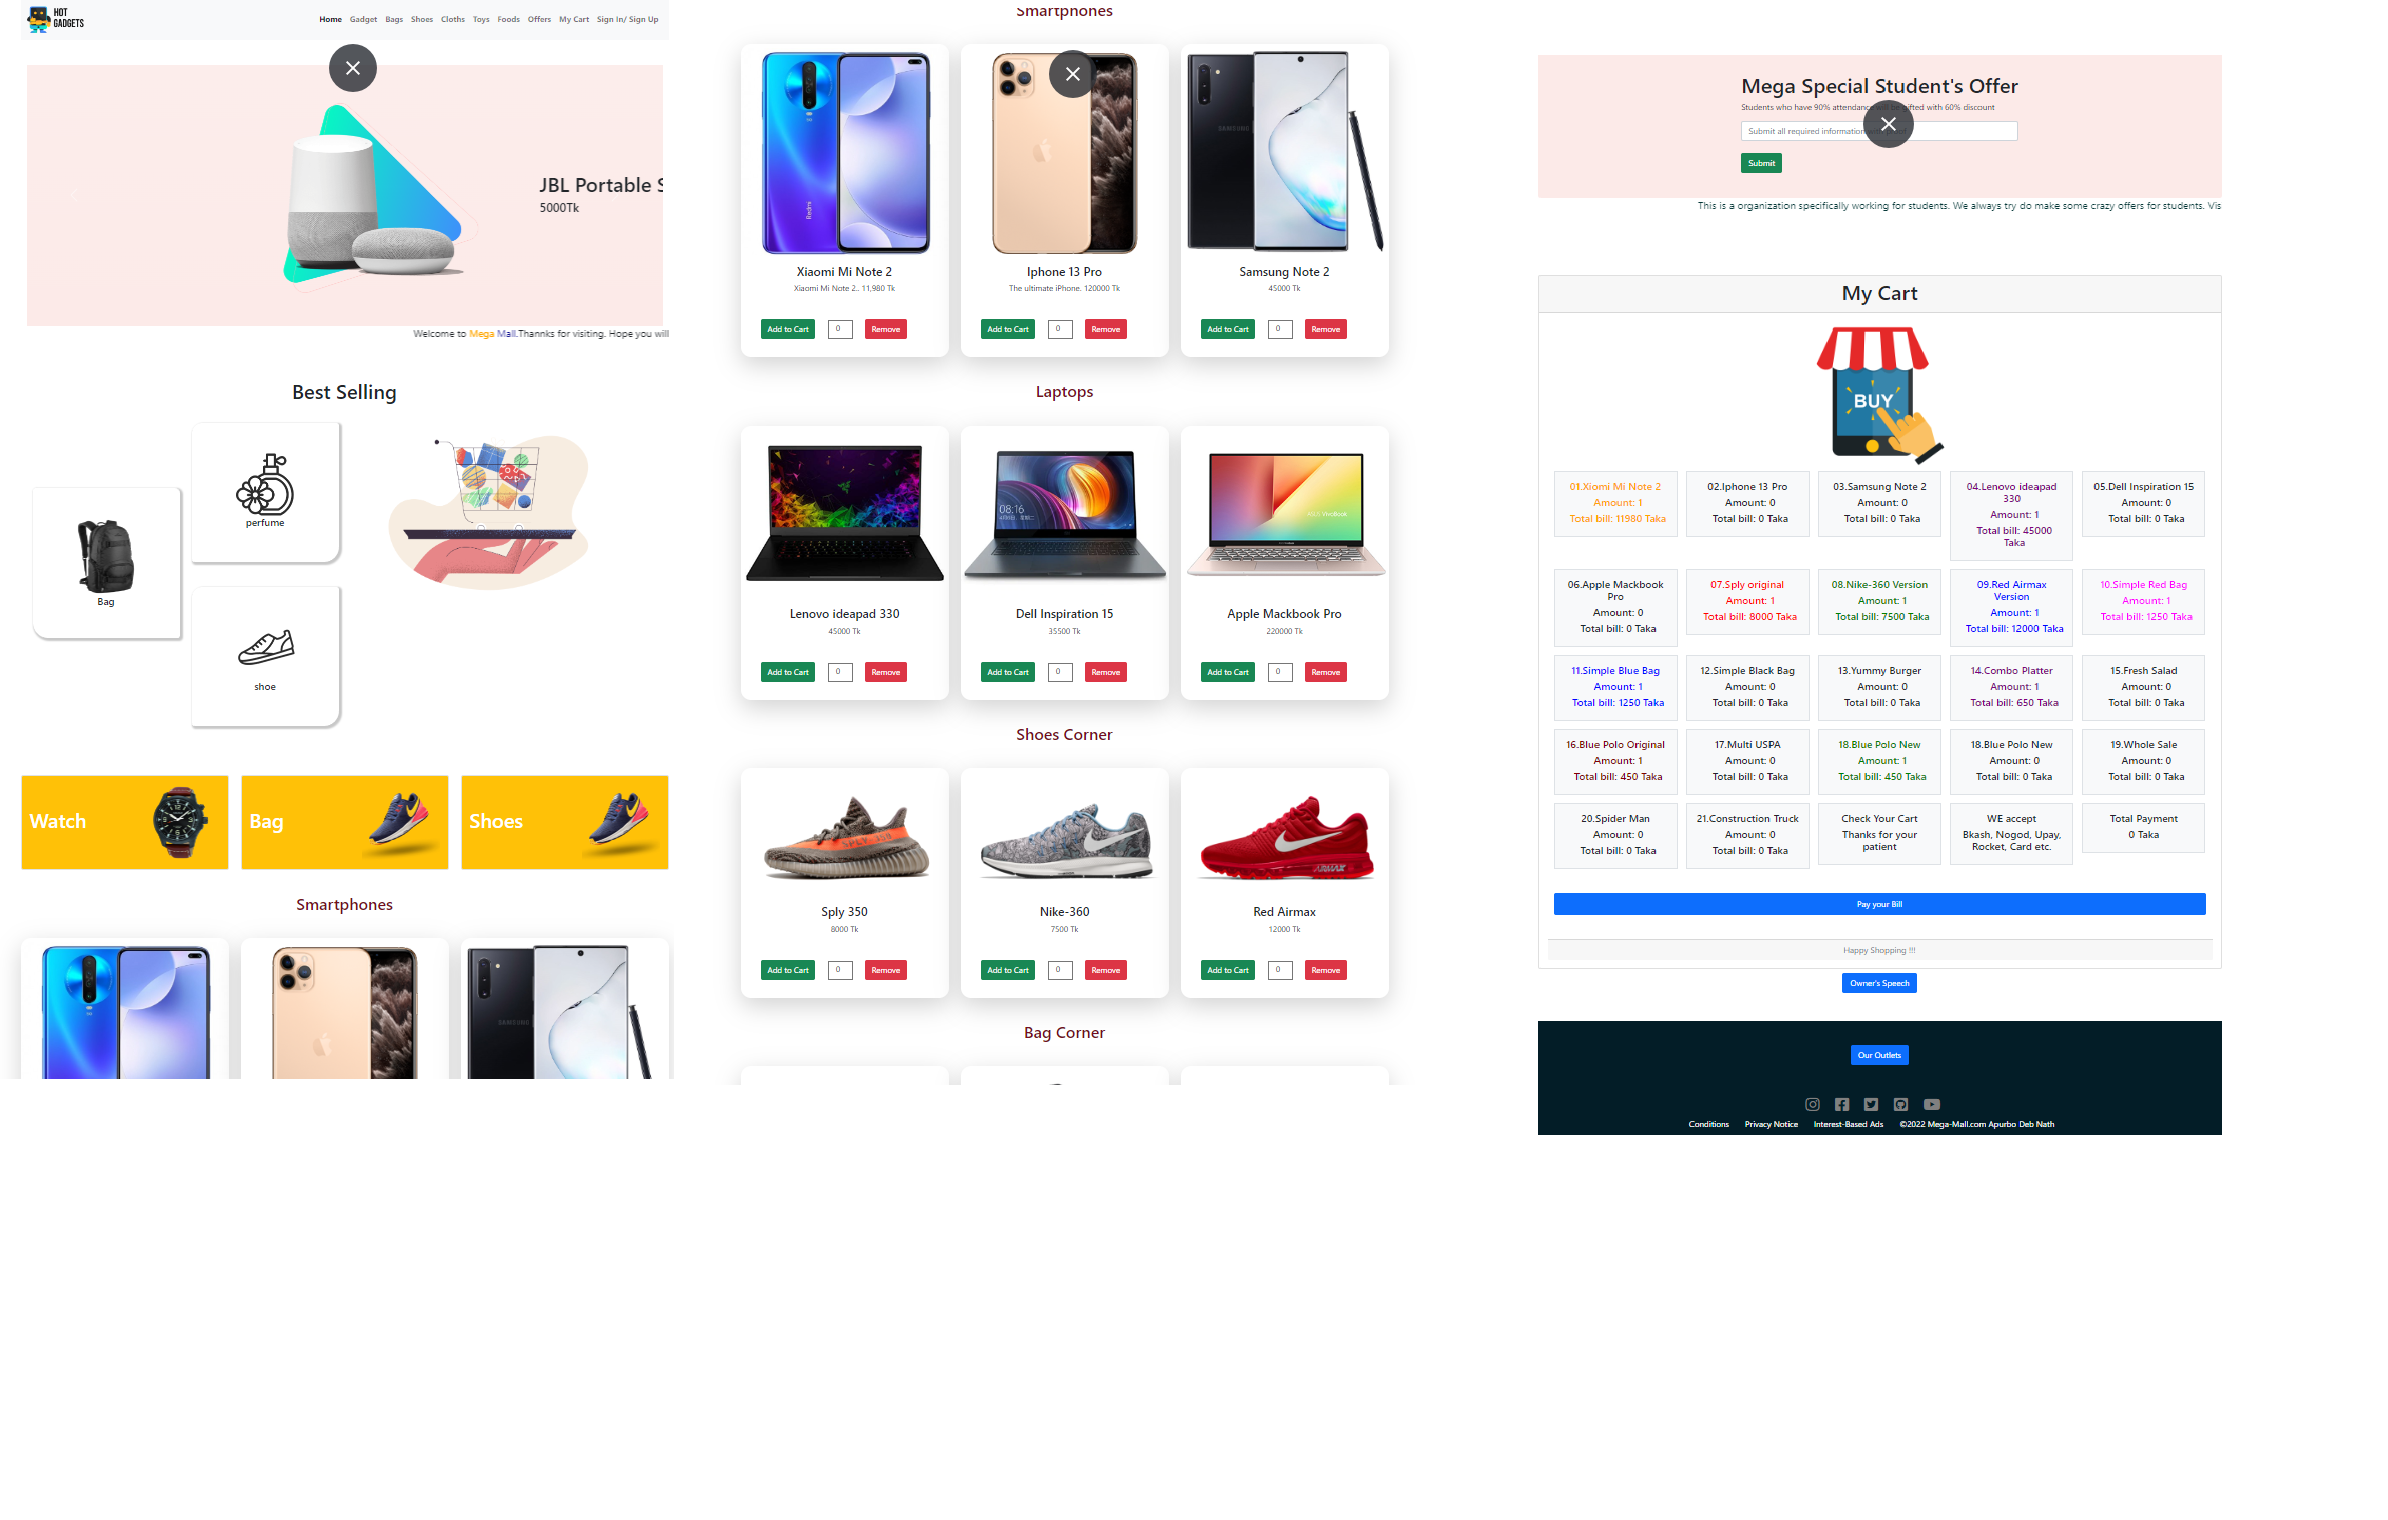 HOT
GADGETS
Home Gadget Bags Shoes Cloths Toys Foods Offers My Cart Sign In/ Sign Up
JBL Portable S
5000Tk
Welcome to Mega Mall.Thannks for visiting. Hope you will
Best Selling
perfume
Bag
shoe
Watch
Bag
Shoes
Smartphones
SAMSUNG
Smartphones
Redmi
SAMSUNG
Xiaomi Mi Note 2
Xiaomi Mi Note 2.. 11,980 Tk
Add to Cart 0 Remove
Iphone 13 Pro
The ultimate iPhone. 120000 Tk
Add to Cart 0 Remove
Samsung Note 2
45000 Tk
Add to Cart 0 Remove
Laptops
08:16
ASUS VivoBook
Lenovo ideapad 330
45000 Tk
Add to Cart 0 Remove
Dell Inspiration 15
35500 Tk
Add to Cart 0 Remove
Apple Mackbook Pro
220000 Tk
Add to Cart 0 Remove
Shoes Corner
SPLY-350
AIRMAX
Sply 350
8000 Tk
Add to Cart 0 Remove
Nike-360
7500 Tk
Add to Cart 0 Remove
Red Airmax
12000 Tk
Add to Cart 0 Remove
Bag Corner
Mega Special Student's Offer
Students who have 90% attendance gifted with 60% discount
Submit all required information
Submit
This is a organization specifically working for students. We always try do make some crazy offers for students. Vis
My Cart
BUY
01.Xiomi Mi Note 2
Amount: 1
Total bill: 11980 Taka
02.Iphone 13 Pro
Amount: 0
Total bill: 0 Taka
03.Samsung Note 2
Amount: 0
Total bill: 0 Taka
04.Lenovo ideapad
330
Amount: 1
Total bill: 45000
Taka
05.Dell Inspiration 15
Amount: 0
Total bill: 0 Taka
06.Apple Mackbook
Pro
Amount: 0
Total bill: 0 Taka
07.Sply original
Amount: 1
Total bill: 8000 Taka
08.Nike-360 Version
Amount: 1
Total bill: 7500 Taka
09.Red Airmax
Version
Amount: 1
Total bill: 12000 Taka
10.Simple Red Bag
Amount: 1
Total bill: 1250 Taka
11.Simple Blue Bag
Amount: 1
Total bill: 1250 Taka
12.Simple Black Bag
Amount: 0
Total bill: 0 Taka
13.Yummy Burger
Amount: 0
Total bill: 0 Taka
14.Combo Platter
Amount: 1
Total bill: 650 Taka
15.Fresh Salad
Amount: 0
Total bill: 0 Taka
16.Blue Polo Original
Amount: 1
Total bill: 450 Taka
17.Multi USPA
Amount: 0
Total bill: 0 Taka
18.Blue Polo New
Amount: 1
Total bill: 450 Taka
18.Blue Polo New
Amount: 0
Total bill: 0 Taka
19.Whole Sale
Amount: 0
Total bill: 0 Taka
20.Spider Man
Amount: 0
Total bill: 0 Taka
21.Construction Truck
Amount: 0
Total bill: 0 Taka
Check Your Cart
Thanks for your
patient
WE accept
Bkash, Nogod, Upay,
Rocket, Card etc.
Total Payment
0 Taka
Pay your Bill
Happy Shopping !!!
Owner's Speech
Our Outlets
Conditions Privacy Notice Interest-Based Ads ©2022 Mega-Mall.com Apurbo Deb Nath